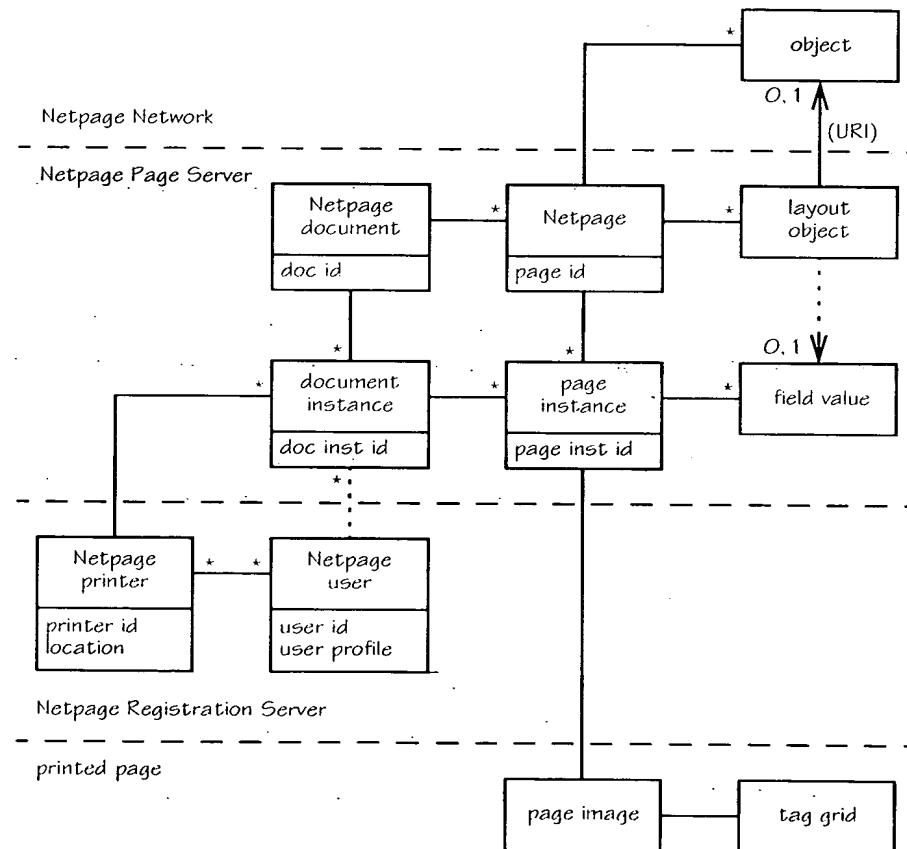 *
object
0, 1
Netpage Network
(URI)
Netpage Page Server
Netpage
document
doc id
*
Netpage
page id
*
layout
object
*
*
0, 1
*
document
instance
doc inst id
*
page
instance
page inst id
*
field value
*
Netpage
printer
printer id
location
*
*
Netpage
user
user id
user profile
Netpage Registration Server
printed page
page image
tag grid